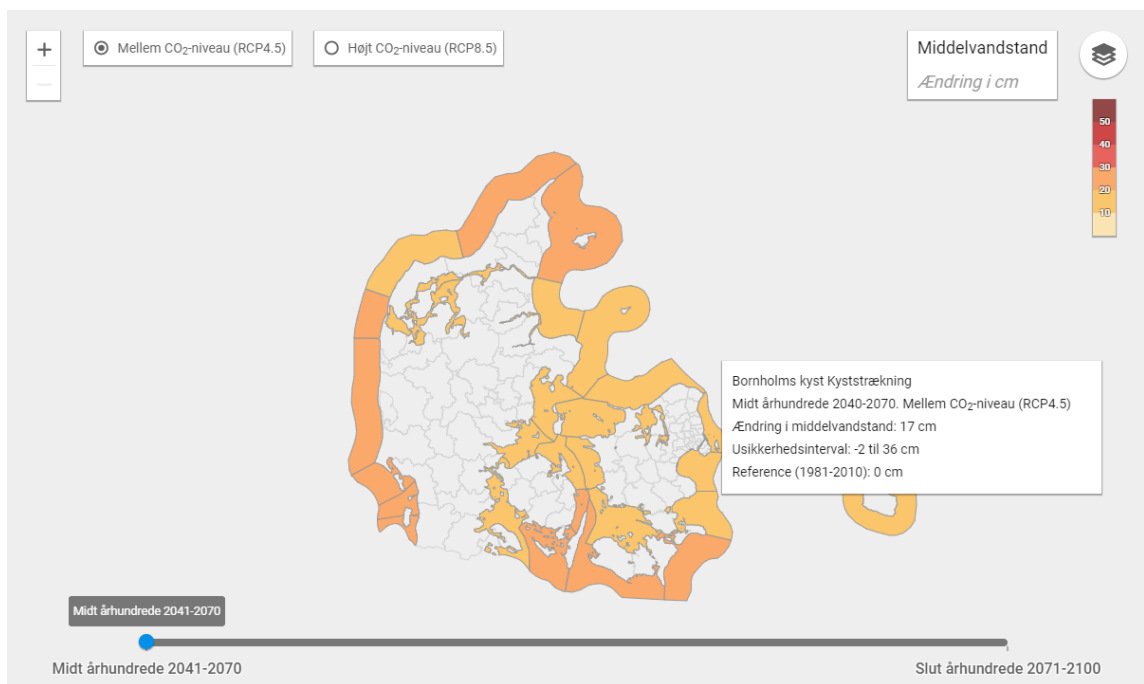 +
Mellem CO₂-niveau (RCP4.5)
Højt CO₂-niveau (RCP8.5)
Middelvandstand
Ændring i cm
50
40
30
20
10
Bornholms kyst Kyststrækning
Midt århundrede 2040-2070. Mellem CO₂-niveau (RCP4.5)
Ændring i middelvandstand: 17 cm
Usikkerhedsinterval: -2 til 36 cm
Reference (1981-2010): 0 cm
Midt århundrede 2041-2070
Midt århundrede 2041-2070
Slut århundrede 2071-2100